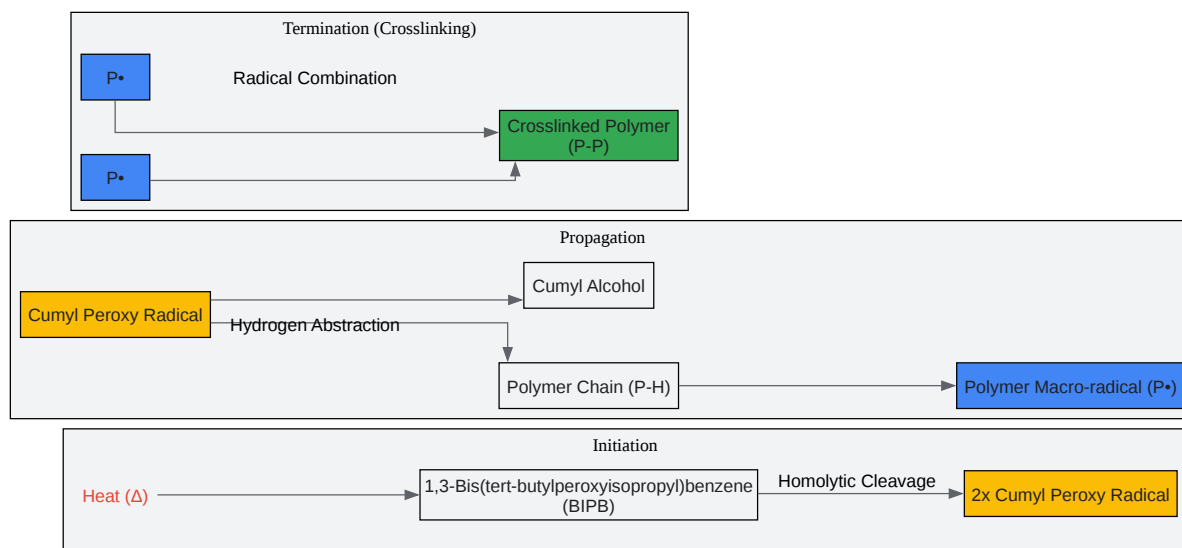 Termination (Crosslinking)
P•
Radical Combination
Crosslinked Polymer
(P-P)
P•
Propagation
Cumyl Alcohol
Cumyl Peroxy Radical
Hydrogen Abstraction
Polymer Chain (P-H)
Polymer Macro-radical (P•)
Initiation
Heat (Δ)
1,3-Bis(tert-butylperoxyisopropyl)benzene
(BIPB)
Homolytic Cleavage
2x Cumyl Peroxy Radical